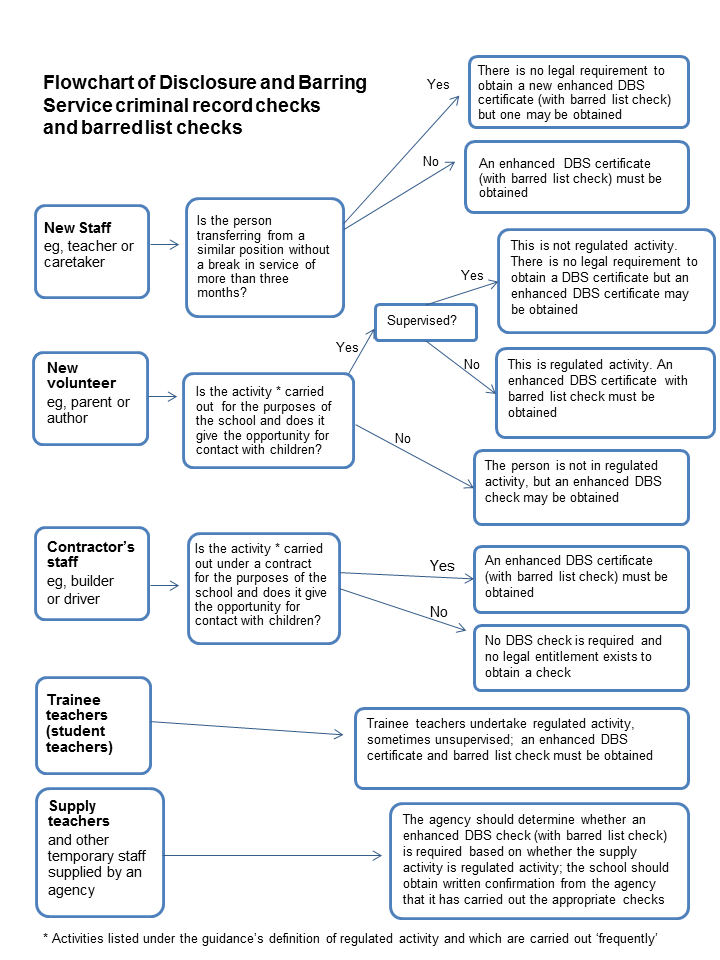 Flowchart of Disclosure and Barring
Service criminal record checks
and barred list checks
New Staff
eg, teacher or
caretaker
Is the person
transferring from a
similar position without
a break in service of
more than three
months?
Yes
There is no legal requirement to
obtain a new enhanced DBS
certificate (with barred list check)
but one may be obtained
No
An enhanced DBS certificate
(with barred list check) must be
obtained
New
volunteer
eg, parent or
author
Is the activity * carried
out for the purposes of
the school and does it
give the opportunity for
contact with children?
Yes
Supervised?
Yes
This is not regulated activity.
There is no legal requirement to
obtain a DBS certificate but an
enhanced DBS certificate may
be obtained
No
This is regulated activity. An
enhanced DBS certificate with
barred list check must be
obtained
No
The person is not in regulated
activity, but an enhanced DBS
check may be obtained
Contractor's
staff
eg, builder
or driver
Is the activity * carried
out under a contract
for the purposes of the
school and does it give
the opportunity for
contact with children?
Yes
An enhanced DBS certificate
(with barred list check) must be
obtained
No
No DBS check is required and
no legal entitlement exists to
obtain a check
Trainee
teachers
(student
teachers)
Trainee teachers undertake regulated activity,
sometimes unsupervised; an enhanced DBS
certificate and barred list check must be obtained
Supply
teachers
and other
temporary staff
supplied by an
agency
The agency should determine whether an
enhanced DBS check (with barred list check)
is required based on whether the supply
activity is regulated activity; the school should
obtain written confirmation from the agency
that it has carried out the appropriate checks
* Activities listed under the guidance's definition of regulated activity and which are carried out 'frequently'